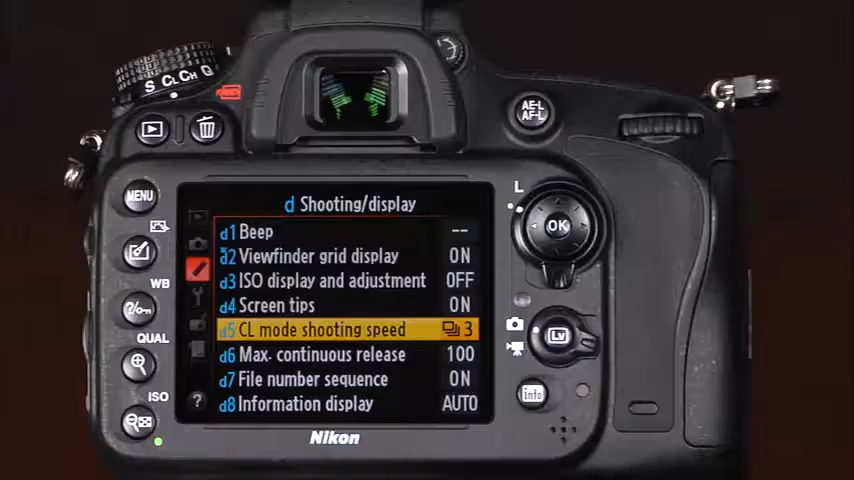 S CL CH Q
AE-L
AF-L
MENU
WB
QUAL
ISO
d Shooting/display
d1 Beep --
d2 Viewfinder grid display ON
d3 ISO display and adjustment OFF
d4 Screen tips ON
d5 CL mode shooting speed 3
d6 Max. continuous release 100
d7 File number sequence ON
d8 Information display AUTO
?
L
OK
Lv
info
Nikon